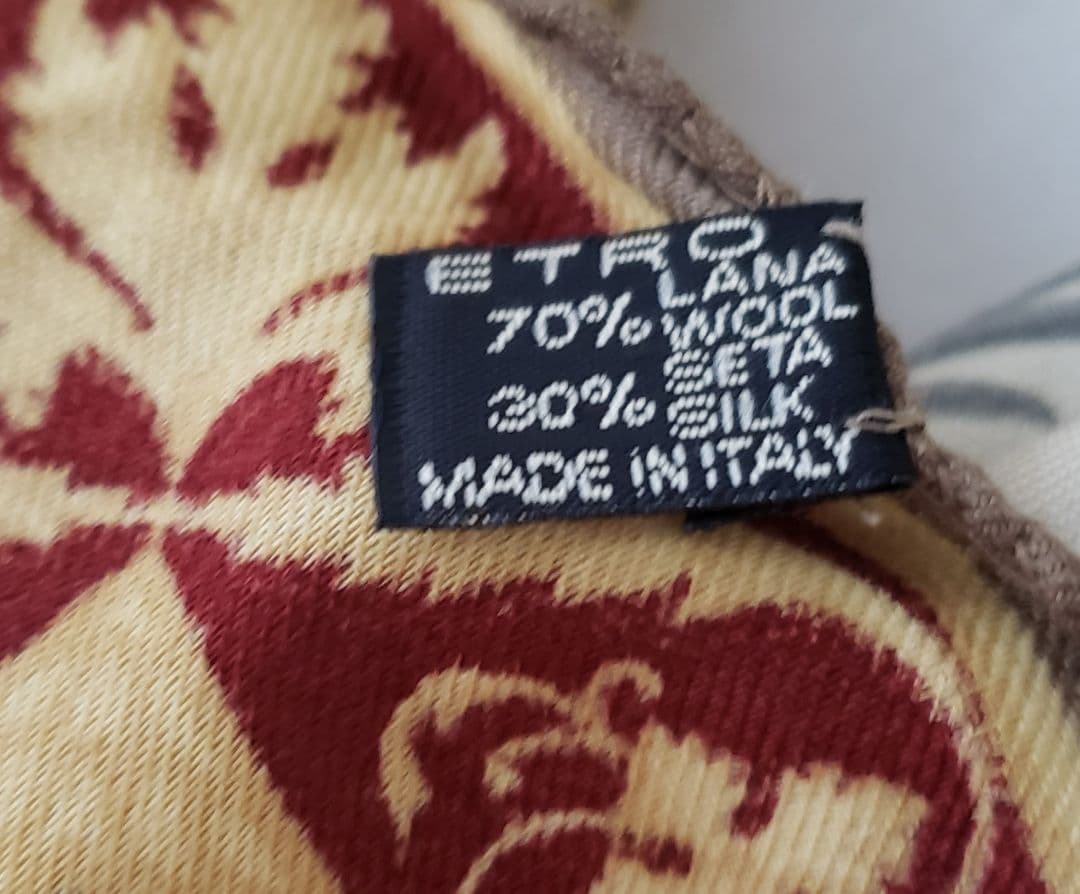 ETRO
LANA
70% WOOL
SETA
30% SILK
MADE IN ITALY